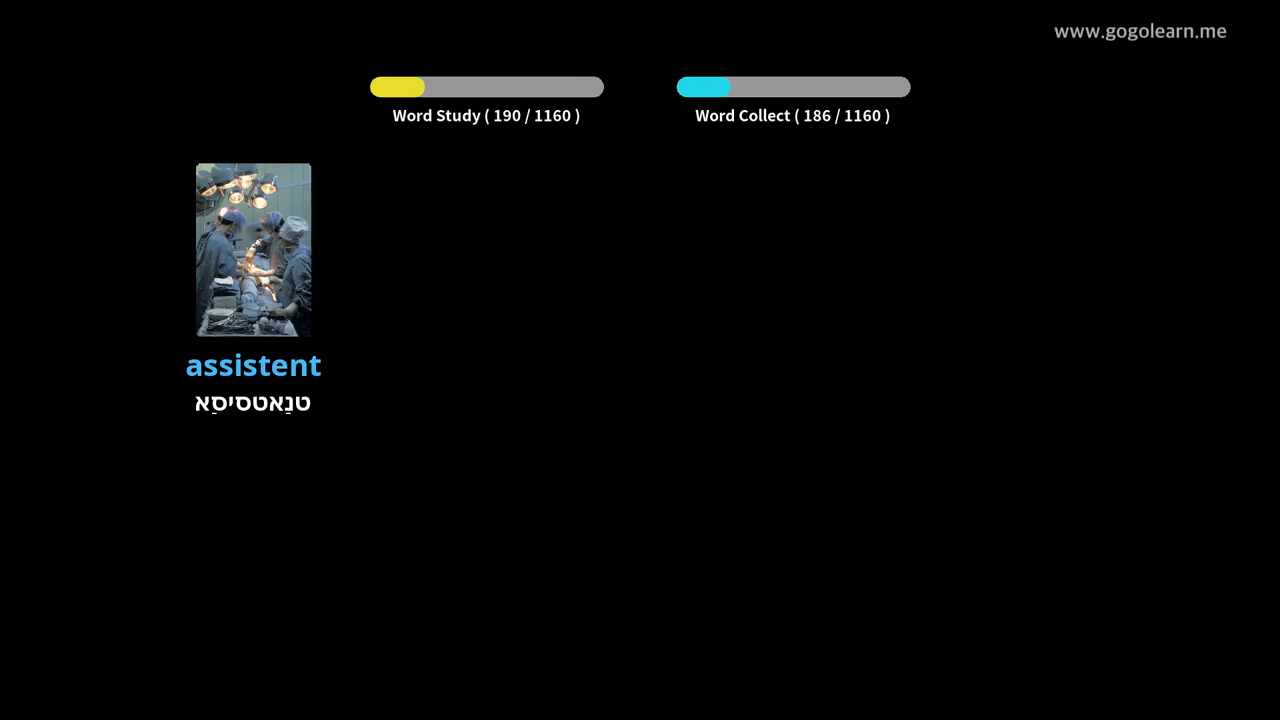 www.gogolearn.me
Word Study ( 190 / 1160 )
Word Collect ( 186 / 1160 )
assistent
טנַאטסיסַא